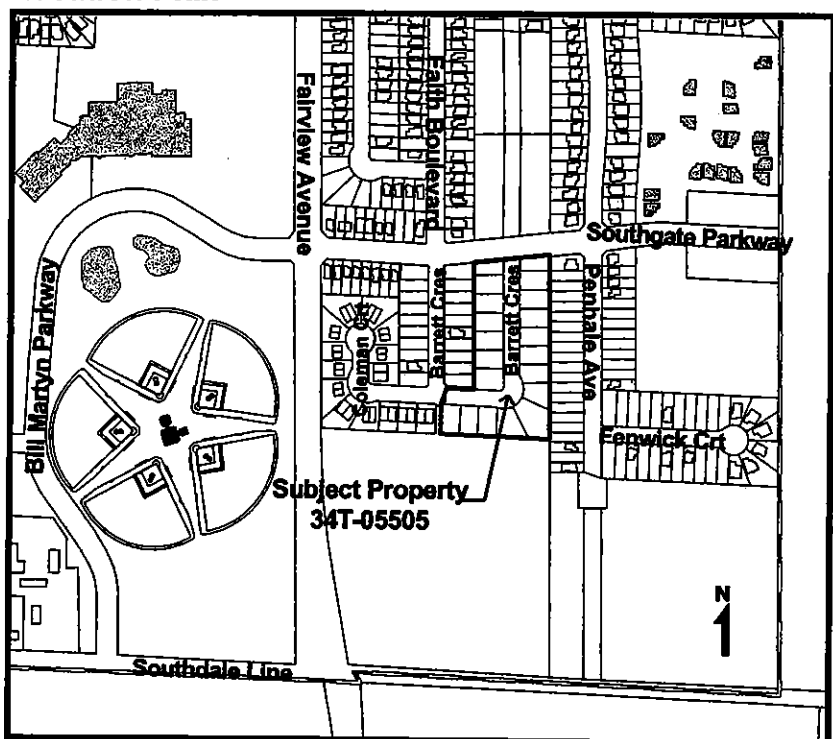 Fairview Avenue
Faith Boulevard
Southgate Parkway
Bill Martyn Parkway
Coleman Ct
Barrett Cres
Barrett Cres
Penhale Ave
Fenwick Crt
Subject Property
34T-05505
N
Southdale Line